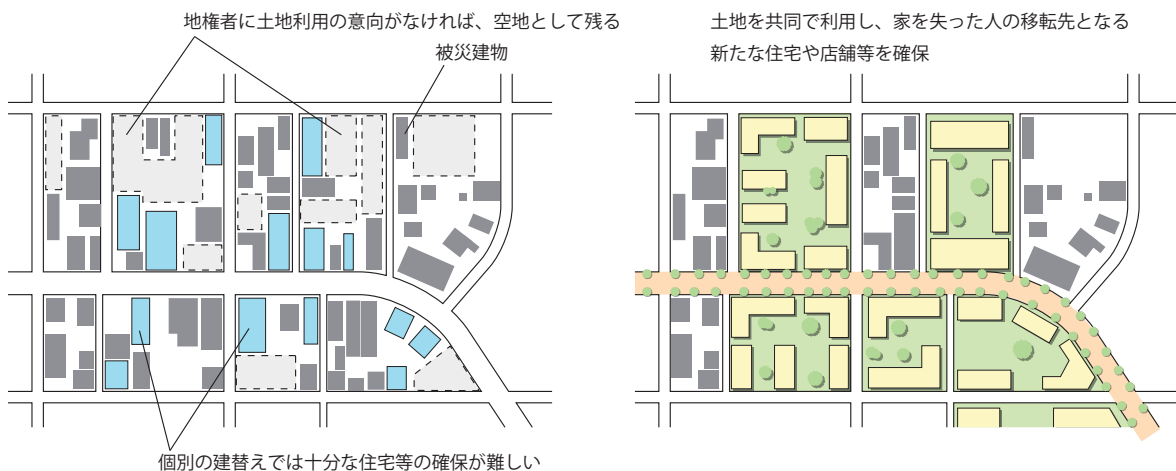 地権者に土地利用の意向がなければ、空地として残る
被災建物
個別の建替えでは十分な住宅等の確保が難しい
土地を共同で利用し、家を失った人の移転先となる
新たな住宅や店舗等を確保